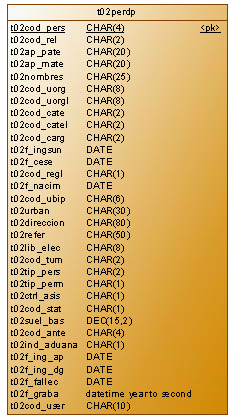 t02perdp
t02cod_pers CHAR(4) <pk>
t02cod_rel CHAR(2)
t02ap_pate CHAR(20)
t02ap_mate CHAR(20)
t02nombres CHAR(25)
t02cod_uorg CHAR(8)
t02cod_uorgl CHAR(8)
t02cod_cate CHAR(2)
t02cod_catel CHAR(2)
t02cod_carg CHAR(2)
t02f_ingsun DATE
t02f_cese DATE
t02cod_regl CHAR(1)
t02f_nacim DATE
t02cod_ubip CHAR(6)
t02urban CHAR(30)
t02direccion CHAR(80)
t02refer CHAR(50)
t02lib_elec CHAR(8)
t02cod_turn CHAR(2)
t02tip_pers CHAR(2)
t02tip_perm CHAR(1)
t02ctrl_asis CHAR(1)
t02cod_stat CHAR(1)
t02suel_bas DEC(15,2)
t02cod_ante CHAR(4)
t02ind_aduana CHAR(1)
t02f_ing_ap DATE
t02f_ing_dg DATE
t02f_fallec DATE
t02f_graba datetime year to second
t02cod_user CHAR(10)